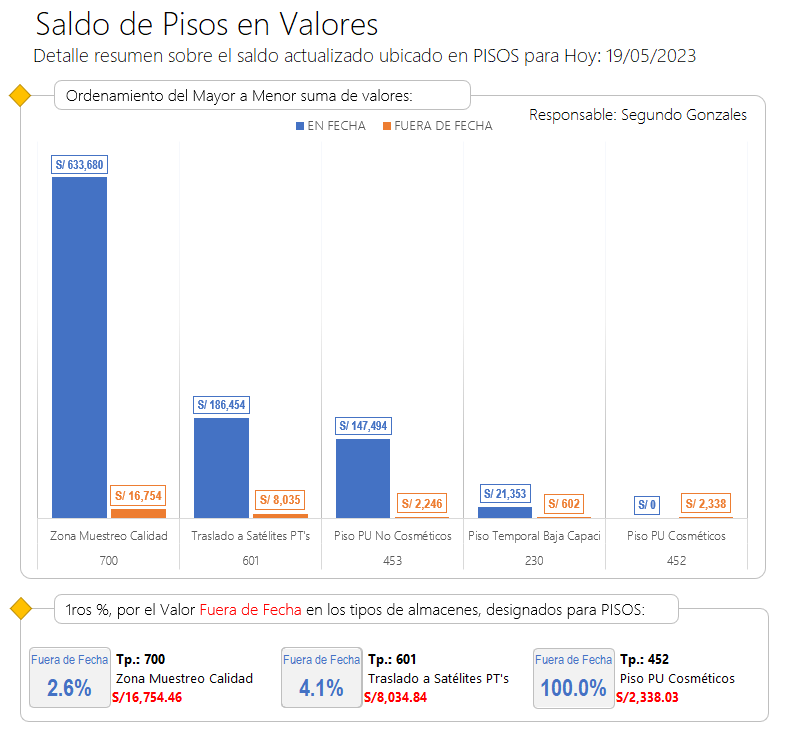 Saldo de Pisos en Valores
Detalle resumen sobre el saldo actualizado ubicado en PISOS para Hoy: 19/05/2023
Ordenamiento del Mayor a Menor suma de valores:
Responsable: Segundo Gonzales
EN FECHA FUERA DE FECHA
S/ 633,680
S/ 16,754
S/ 186,454
S/ 8,035
S/ 147,494
S/ 2,246
S/ 21,353
S/ 602
S/ 0
S/ 2,338
Zona Muestreo Calidad Traslado a Satélites PT's Piso PU No Cosméticos Piso Temporal Baja Capaci Piso PU Cosméticos
700 601 453 230 452
1ros %, por el Valor Fuera de Fecha en los tipos de almacenes, designados para PISOS:
Fuera de Fecha
2.6%
Tp.: 700
Zona Muestreo Calidad
S/16,754.46
Fuera de Fecha
4.1%
Tp.: 601
Traslado a Satélites PT's
S/8,034.84
Fuera de Fecha
100.0%
Tp.: 452
Piso PU Cosméticos
S/2,338.03